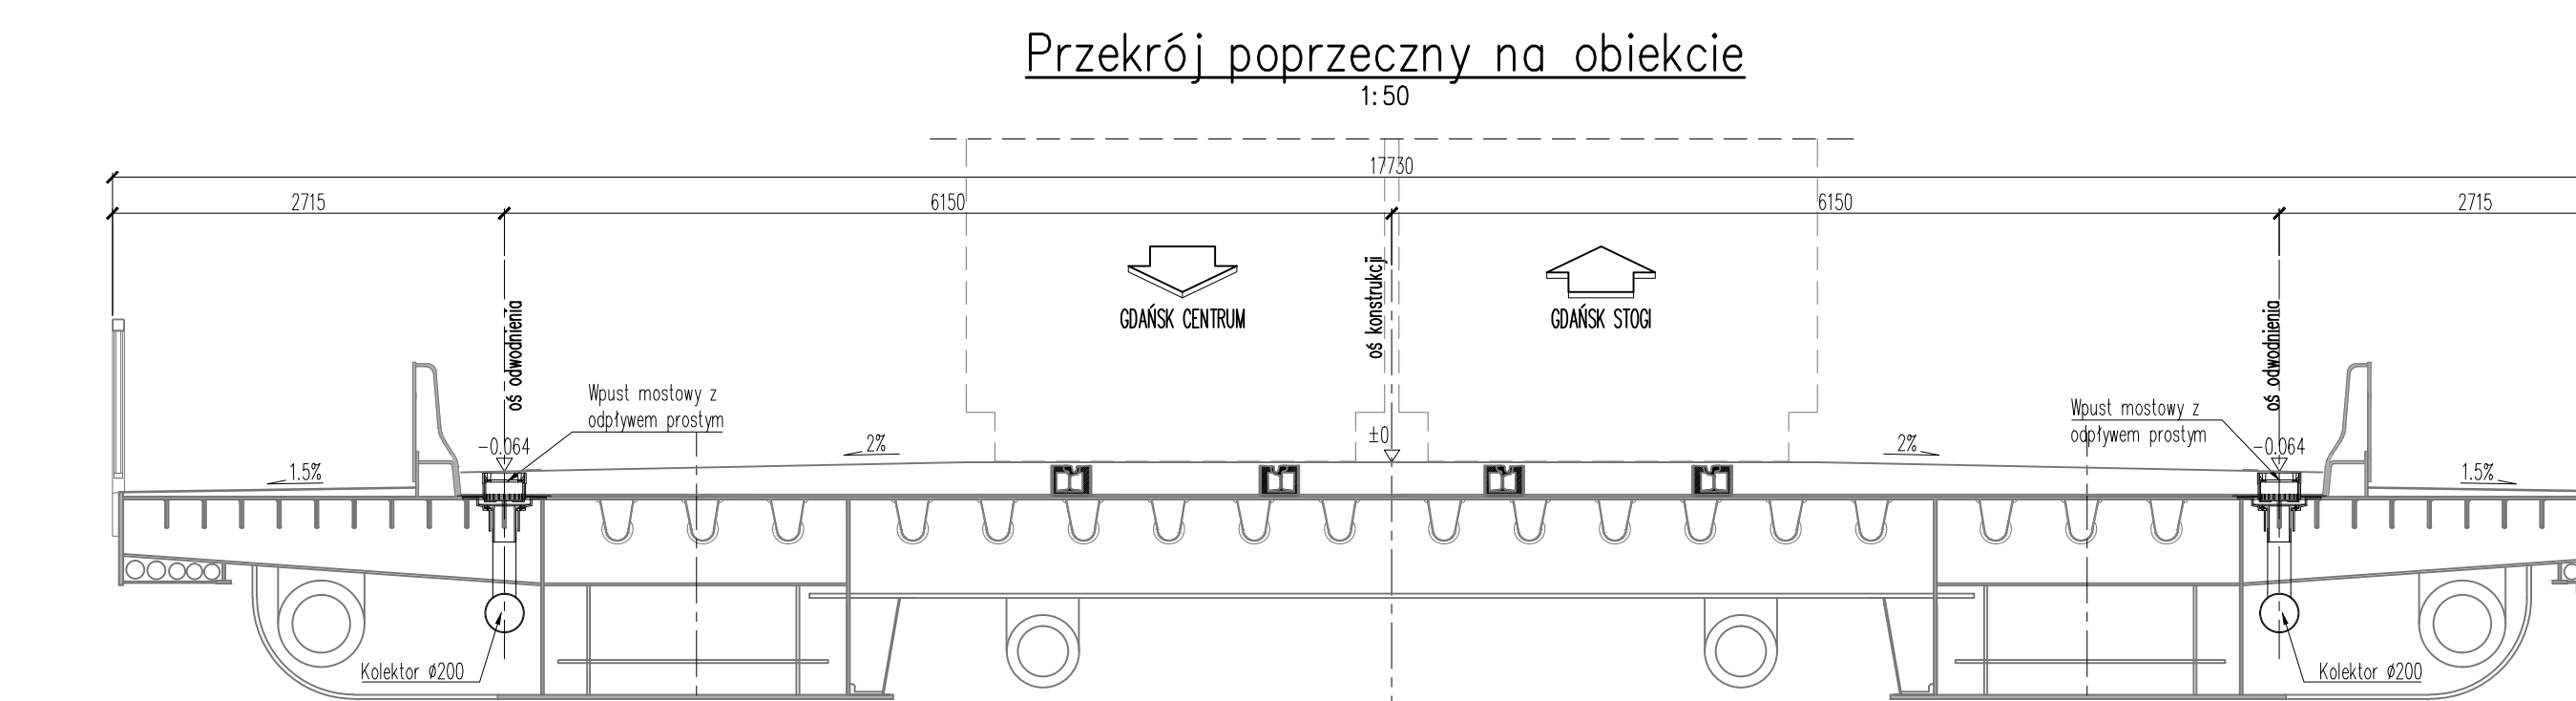 Przekrój poprzeczny na obiekcie
1:50
17730
2715 6150 6150 2715
GDAŃSK CENTRUM
GDAŃSK STOGI
oś odwodnienia
oś konstrukcji
oś odwodnienia
Wpust mostowy z
odpływem prostym
Wpust mostowy z
odpływem prostym
-0.064
±0
-0.064
1.5%
2%
2%
1.5%
Kolektor ø200
Kolektor ø200